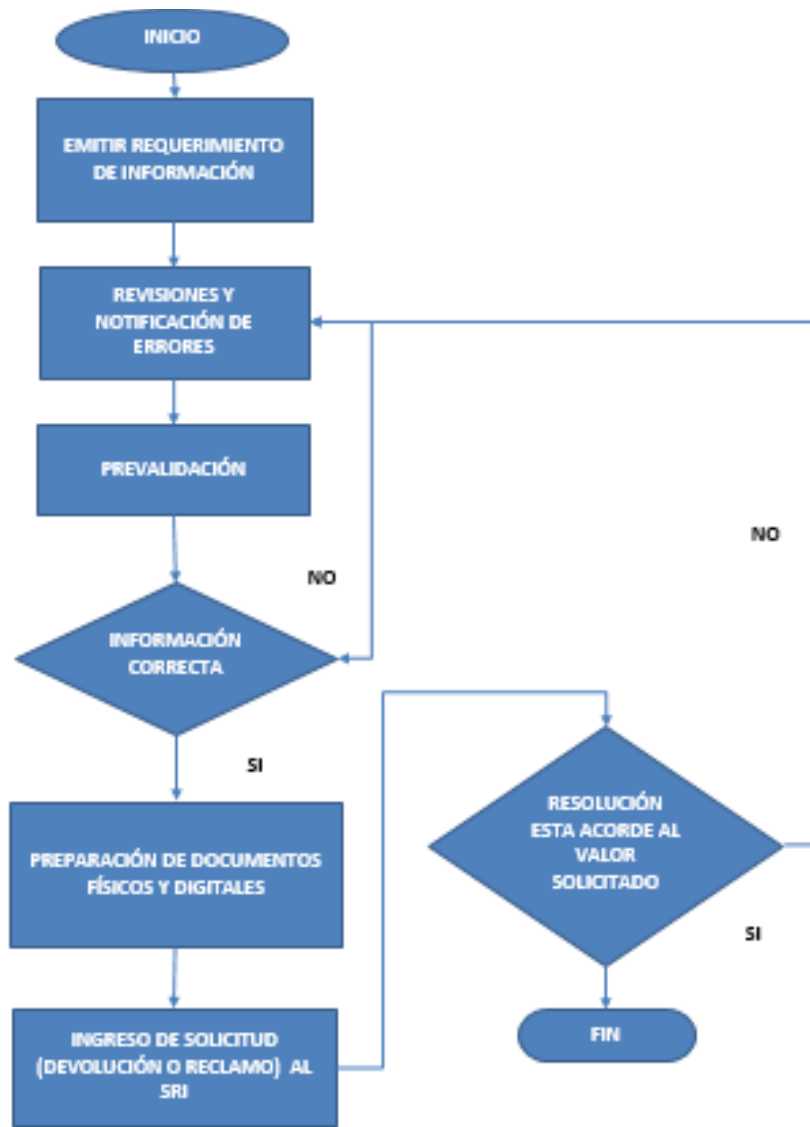 INICIO
EMITIR REQUERIMIENTO
DE INFORMACIÓN
REVISIONES Y
NOTIFICACIÓN DE
ERRORES
PREVALIDACIÓN
NO
INFORMACIÓN
CORRECTA
SI
PREPARACIÓN DE DOCUMENTOS
FÍSICOS Y DIGITALES
INGRESO DE SOLICITUD
(DEVOLUCIÓN O RECLAMO) AL
SRI
RESOLUCIÓN
ESTA ACORDE AL
VALOR
SOLICITADO
NO
SI
FIN